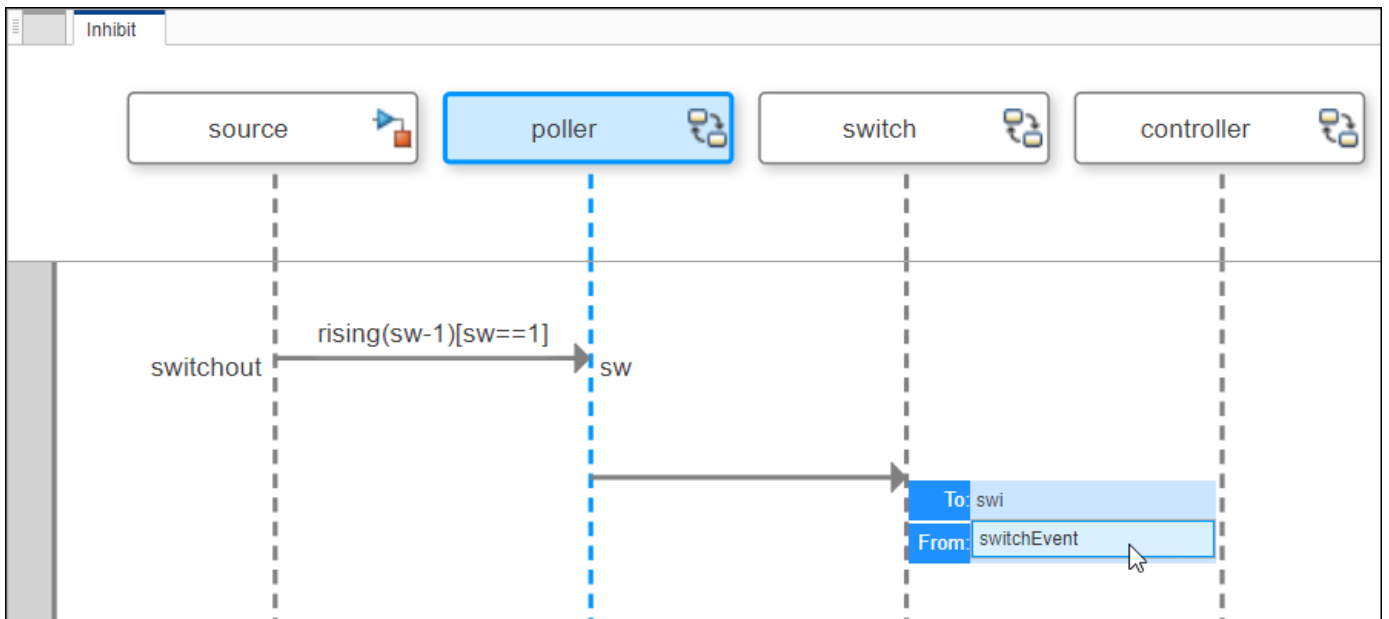 Inhibit
source
poller
switch
controller
rising(sw-1)[sw==1]
switchout
sw
To: swi
From: switchEvent